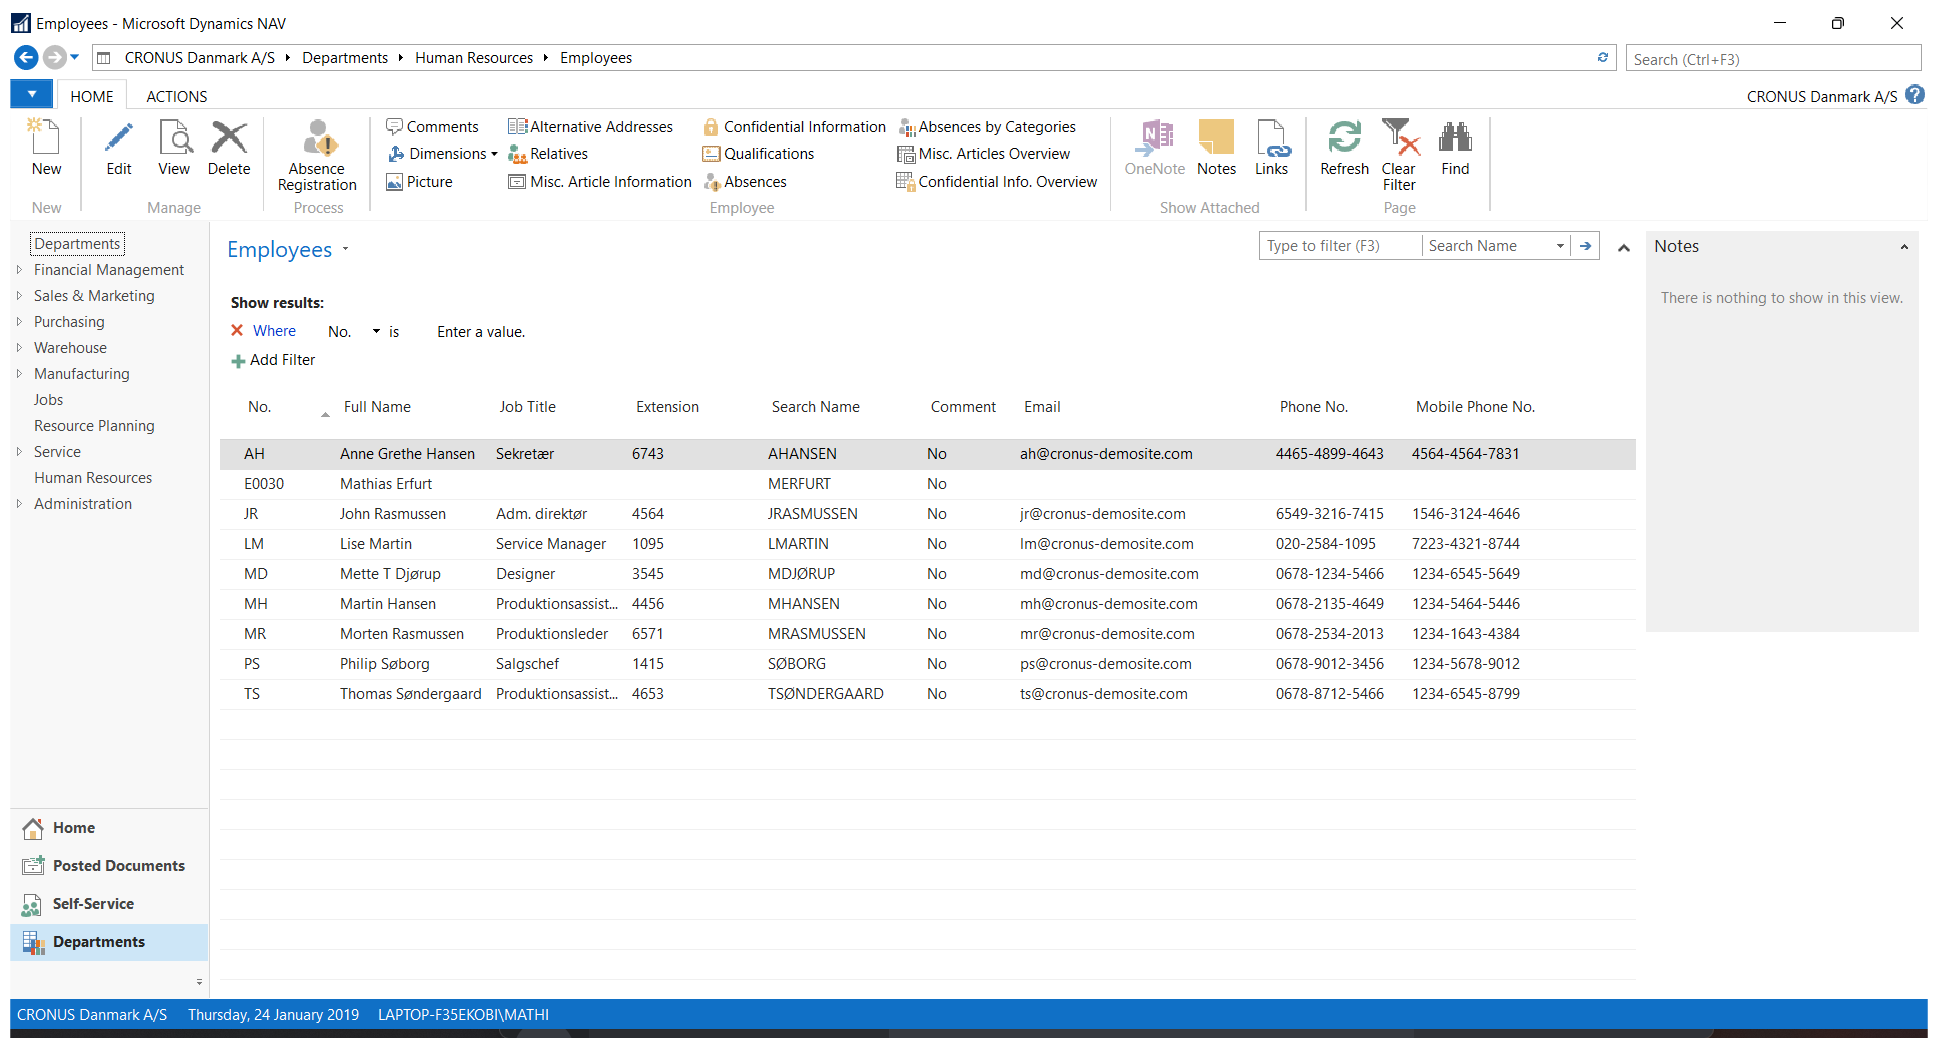 Employees - Microsoft Dynamics NAV
CRONUS Danmark A/S Departments Human Resources Employees
Search (Ctrl+F3)
HOME ACTIONS
CRONUS Danmark A/S
New
Edit View Delete
Absence Registration
Comments
Dimensions
Picture
Alternative Addresses
Relatives
Misc. Article Information
Confidential Information
Qualifications
Absences
Absences by Categories
Misc. Articles Overview
Confidential Info. Overview
OneNote Notes Links
Refresh Clear Filter Find
New Manage Process Employee Show Attached Page
Departments
Financial Management
Sales & Marketing
Purchasing
Warehouse
Manufacturing
Jobs
Resource Planning
Service
Human Resources
Administration
Home
Posted Documents
Self-Service
Departments
Employees
Type to filter (F3) Search Name
Show results:
Where No. is Enter a value.
Add Filter
No. Full Name Job Title Extension Search Name Comment Email Phone No. Mobile Phone No.
AH Anne Grethe Hansen Sekretær 6743 AHANSEN No ah@cronus-demosite.com 4465-4899-4643 4564-4564-7831
E0030 Mathias Erfurt MERFURT No
JR John Rasmussen Adm. direktør 4564 JRASMUSSEN No jr@cronus-demosite.com 6549-3216-7415 1546-3124-4646
LM Lise Martin Service Manager 1095 LMARTIN No lm@cronus-demosite.com 020-2584-1095 7223-4321-8744
MD Mette T Djørup Designer 3545 MDJØRUP No md@cronus-demosite.com 0678-1234-5466 1234-6545-5649
MH Martin Hansen Produktionsassist... 4456 MHANSEN No mh@cronus-demosite.com 0678-2135-4649 1234-5464-5446
MR Morten Rasmussen Produktionsleder 6571 MRASMUSSEN No mr@cronus-demosite.com 0678-2534-2013 1234-1643-4384
PS Philip Søborg Salgschef 1415 SØBORG No ps@cronus-demosite.com 0678-9012-3456 1234-5678-9012
TS Thomas Søndergaard Produktionsassist... 4653 TSØNDERGAARD No ts@cronus-demosite.com 0678-8712-5466 1234-6545-8799
Notes
There is nothing to show in this view.
CRONUS Danmark A/S Thursday, 24 January 2019 LAPTOP-F35EKOBI\MATHI